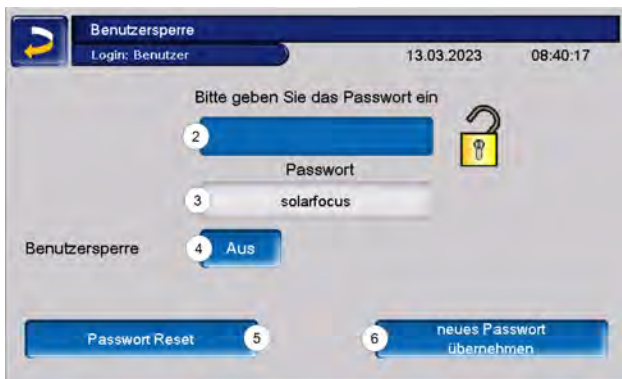 Benutzersperre
Login: Benutzer 13.03.2023 08:40:17
Bitte geben Sie das Passwort ein
2
Passwort
3 solarfocus
Benutzersperre 4 Aus
Passwort Reset 5
6 neues Passwort
übernehmen